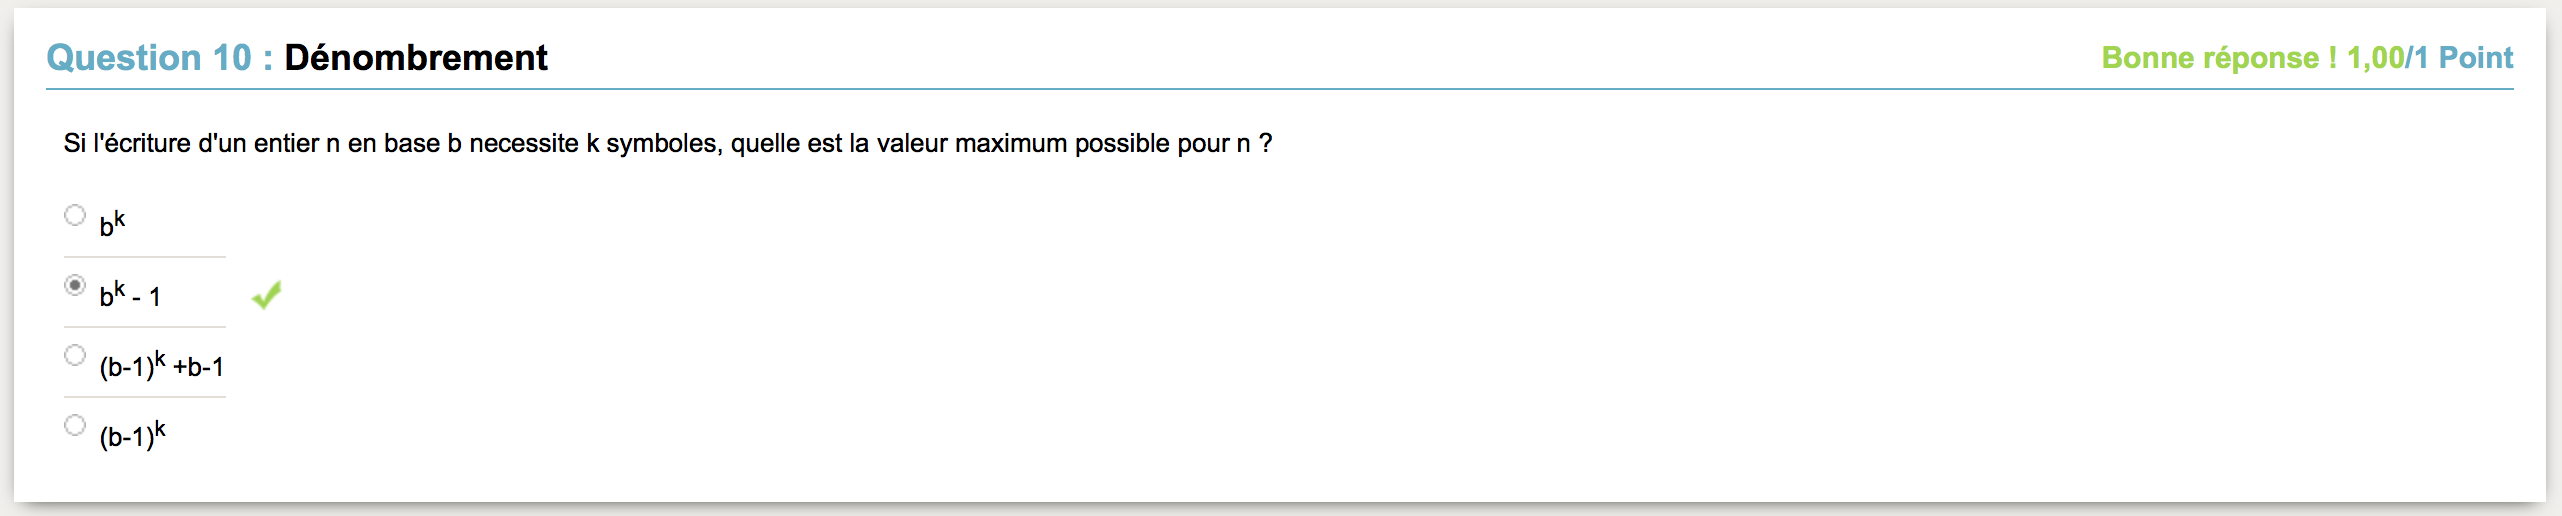 Question 10 : Dénombrement
Bonne réponse ! 1,00/1 Point
Si l'écriture d'un entier n en base b necessite k symboles, quelle est la valeur maximum possible pour n ?
b^k
b^k - 1
(b-1)^k +b-1
(b-1)^k